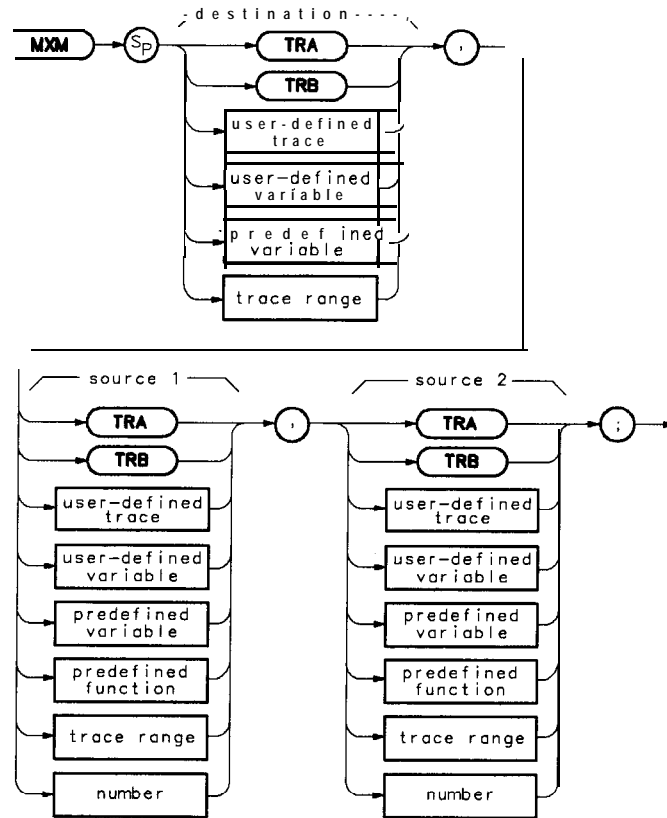 destination
MXM SP TRA ,
TRB
user-defined
trace
user-defined
variable
predefined
variable
trace range
source 1
TRA ,
TRB
user-defined
trace
user-defined
variable
predefined
variable
predefined
function
trace range
number
source 2
TRA ;
TRB
user-defined
trace
user-defined
variable
predefined
variable
predefined
function
trace range
number